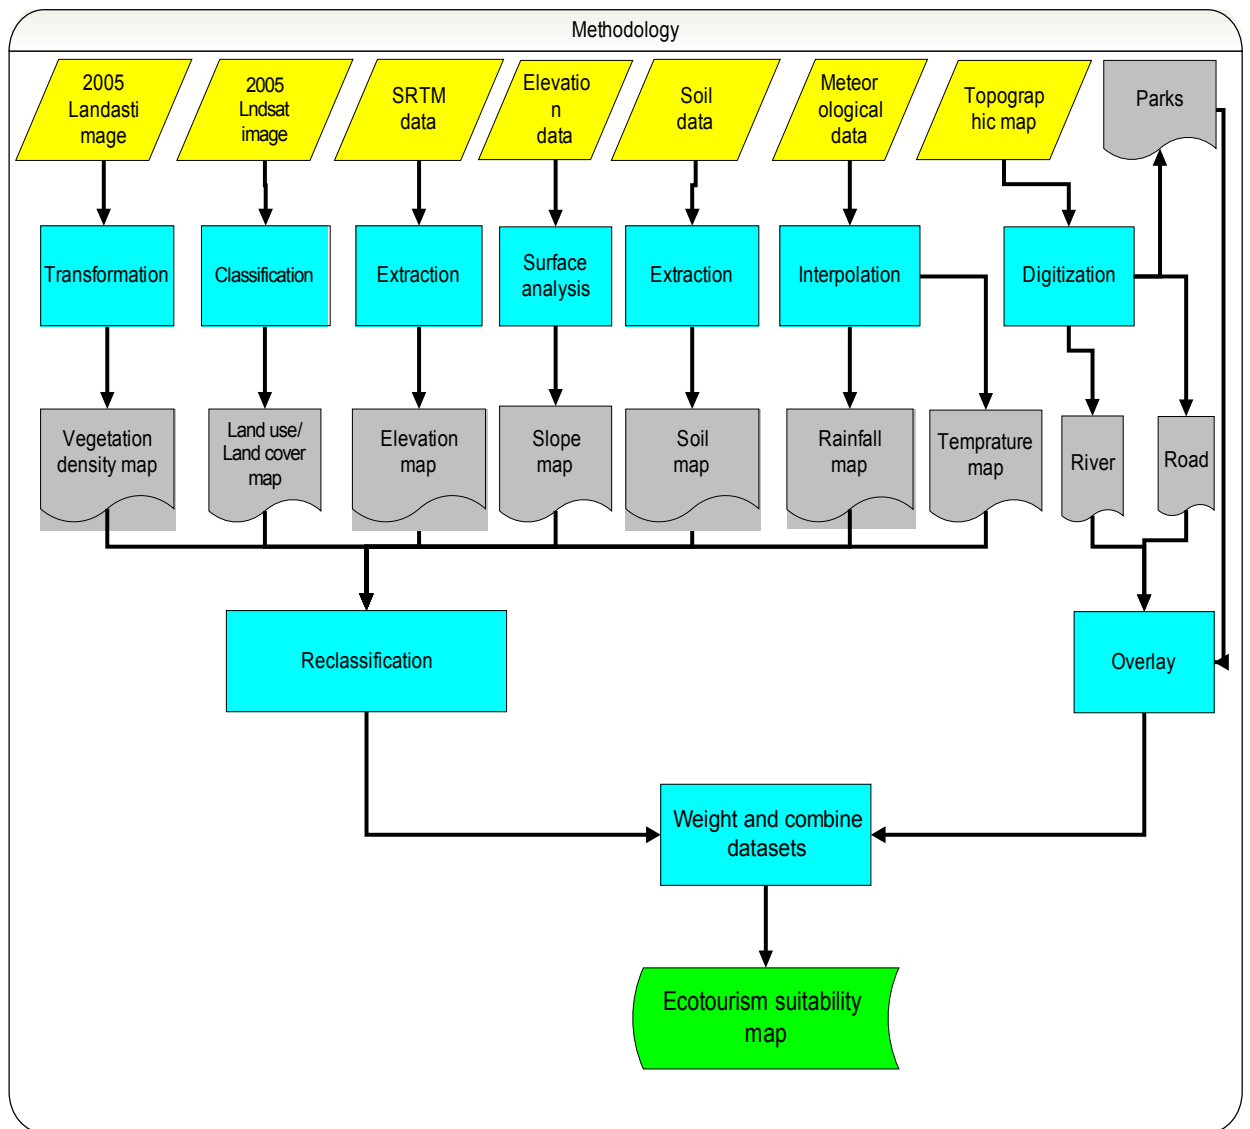 Methodology
2005
Landasti
mage
2005
Lndsat
image
SRTM
data
Elevatio
n
data
Soil
data
Meteor
ological
data
Topograp
hic map
Parks
Transformation
Classification
Extraction
Surface
analysis
Extraction
Interpolation
Digitization
Vegetation
density map
Land use/
Land cover
map
Elevation
map
Slope
map
Soil
map
Rainfall
map
Temprature
map
River
Road
Reclassification
Overlay
Weight and combine
datasets
Ecotourism suitability
map